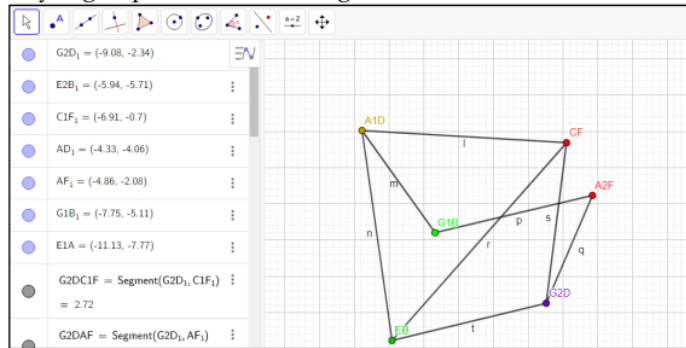 A
a=2
G2D₁ = (-9.08, -2.34)
E2B₁ = (-5.94, -5.71)
C1F₁ = (-6.91, -0.7)
AD₁ = (-4.33, -4.06)
AF₁ = (-4.86, -2.08)
G1B₁ = (-7.75, -5.11)
E1A = (-11.13, -7.77)
G2DC1F = Segment(G2D₁, C1F₁)
= 2.72
G2DAF = Segment(G2D₁, AF₁)
A1D
CF
l
A2F
m
G1B
p
s
n
r
q
G2D
EB
t